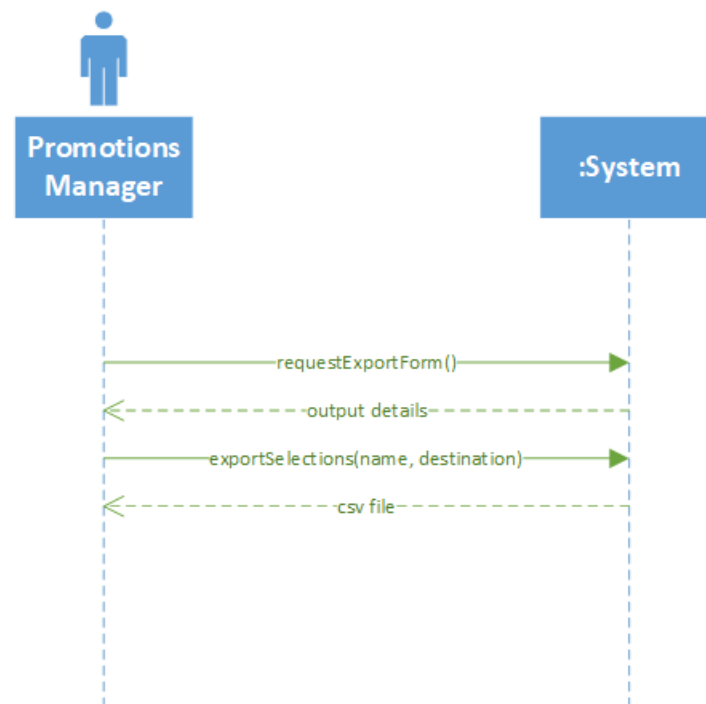 Promotions
Manager
:System
requestExportForm()
output details
exportSelections(name, destination)
csv file